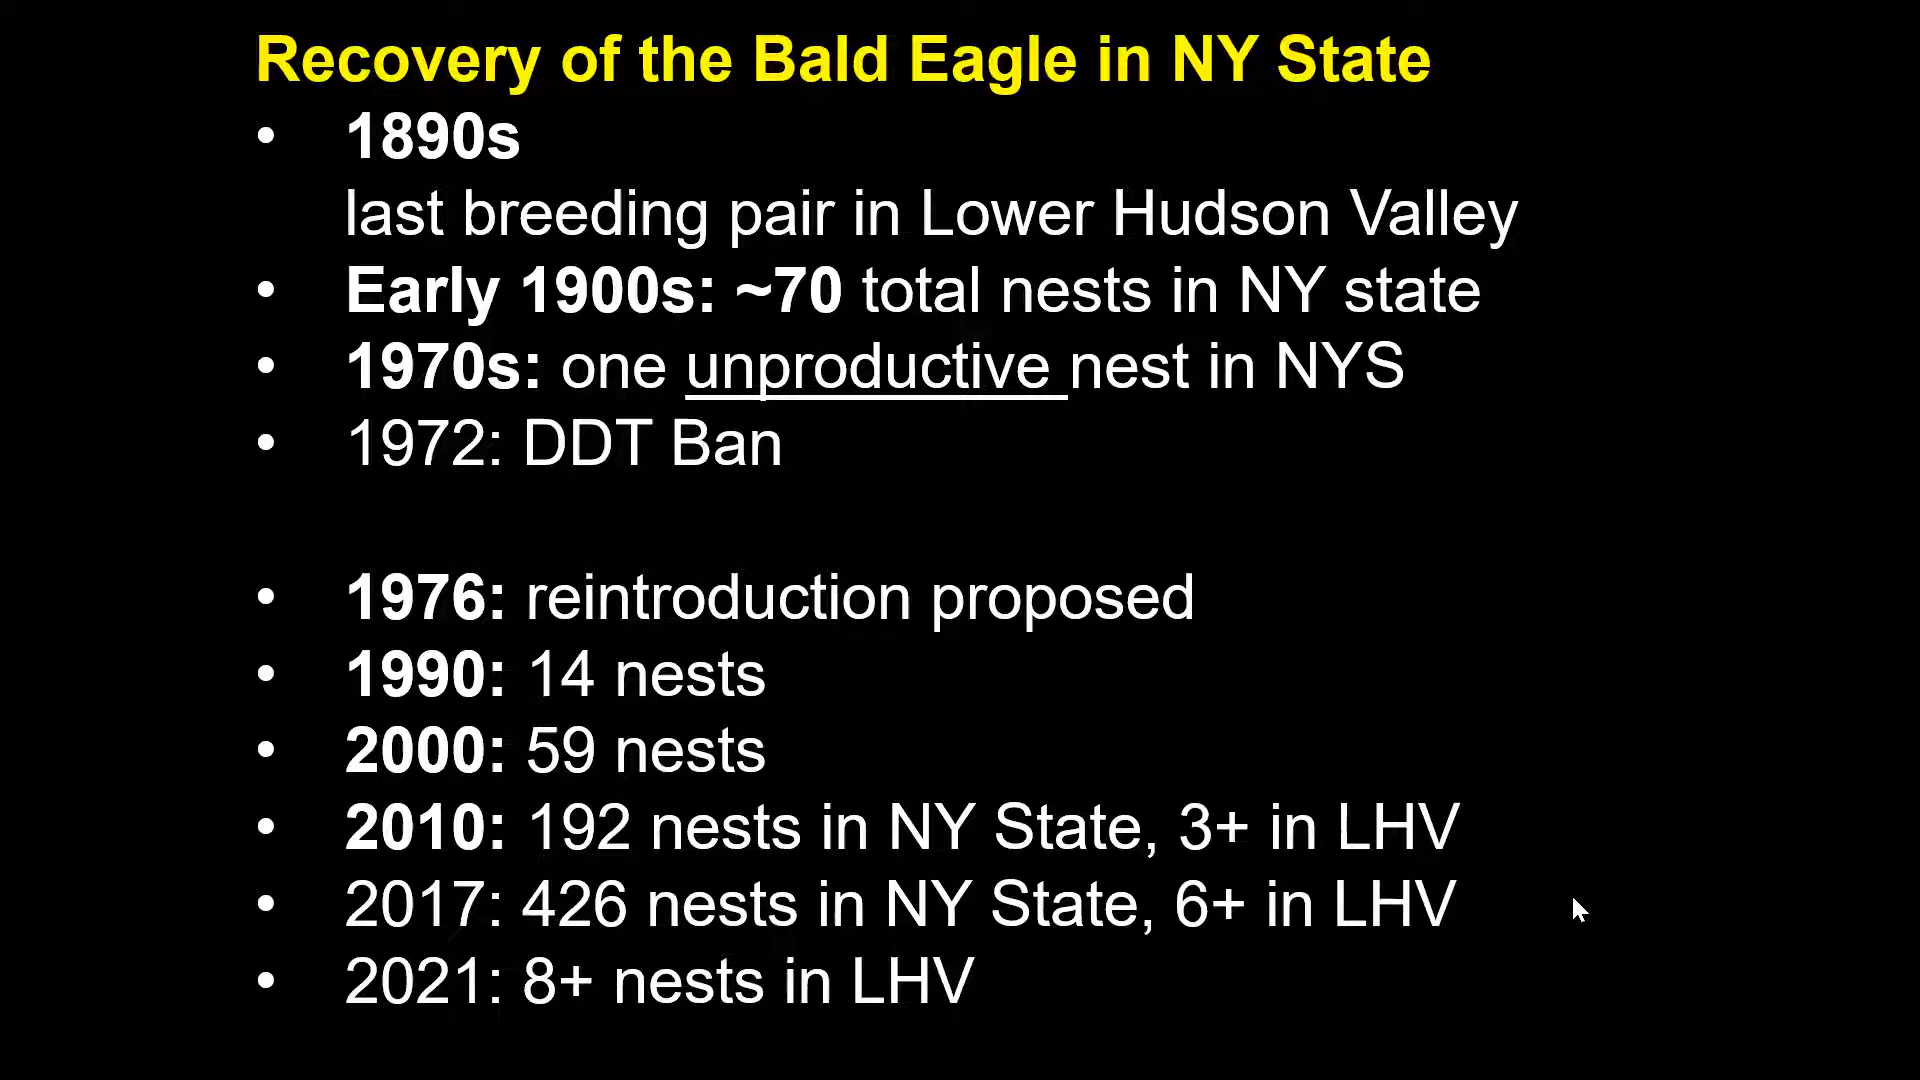 Recovery of the Bald Eagle in NY State
• 1890s
last breeding pair in Lower Hudson Valley
• Early 1900s: ~70 total nests in NY state
• 1970s: one unproductive nest in NYS
• 1972: DDT Ban
• 1976: reintroduction proposed
• 1990: 14 nests
• 2000: 59 nests
• 2010: 192 nests in NY State, 3+ in LHV
• 2017: 426 nests in NY State, 6+ in LHV
• 2021: 8+ nests in LHV